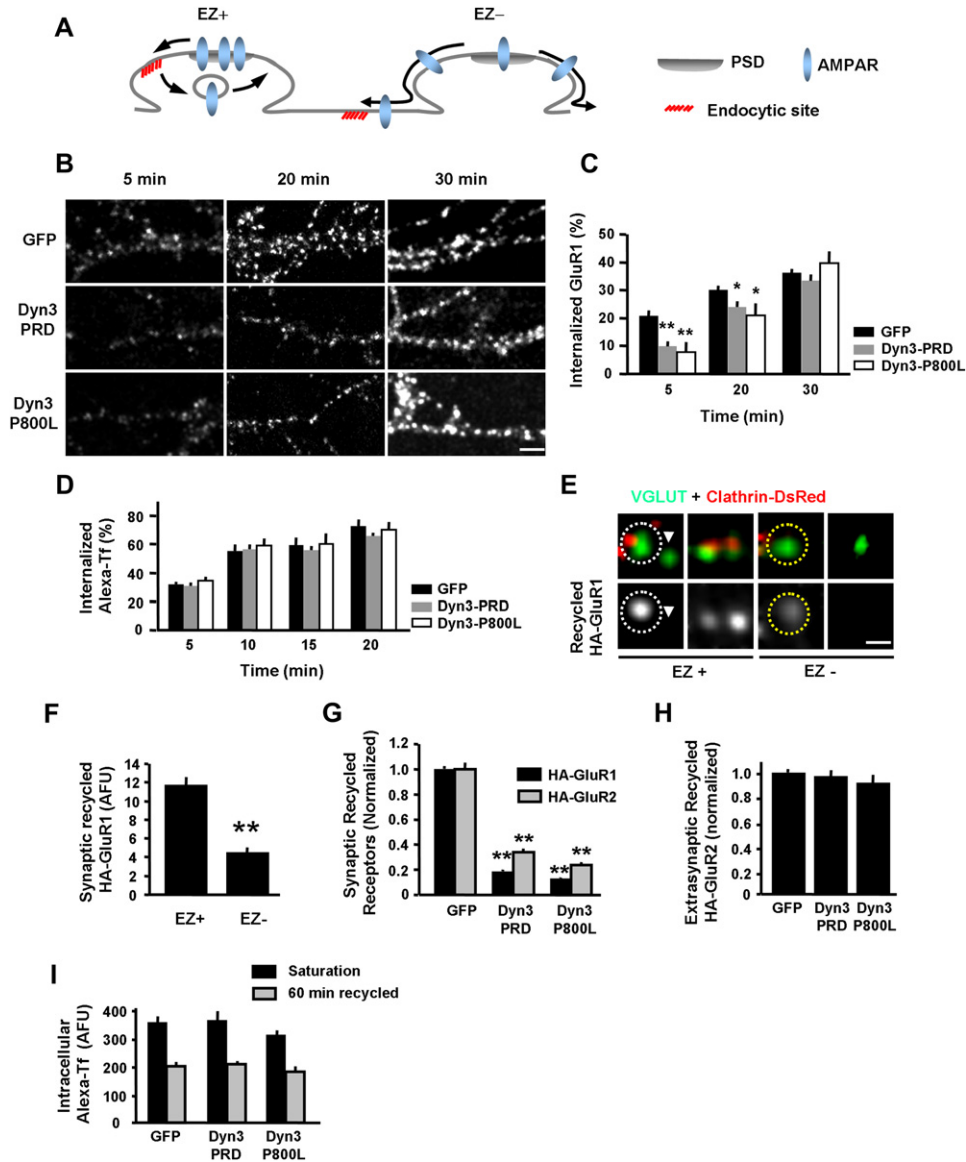 A
EZ+
EZ–
PSD
AMPAR
Endocytic site
B
5 min
20 min
30 min
GFP
Dyn3
PRD
Dyn3
P800L
C
Internalized GluR1 (%)
50
40
30
20
10
0
**
**
*
*
5
20
30
Time (min)
GFP
Dyn3-PRD
Dyn3-P800L
D
Internalized
Alexa-Tf (%)
80
60
40
20
0
5
10
15
20
Time (min)
GFP
Dyn3-PRD
Dyn3-P800L
E
VGLUT + Clathrin-DsRed
Recycled
HA-GluR1
EZ +
EZ -
F
Synaptic recycled
HA-GluR1 (AFU)
14
12
10
8
6
4
2
0
**
EZ+
EZ-
G
Synaptic Recycled
Receptors (Normalized)
1.2
1.0
0.8
0.6
0.4
0.2
0
HA-GluR1
HA-GluR2
**
**
**
**
GFP
Dyn3
PRD
Dyn3
P800L
H
Extrasynaptic Recycled
HA-GluR2 (normalized)
1.0
0.8
0.6
0.4
0.2
0
GFP
Dyn3
PRD
Dyn3
P800L
I
Saturation
60 min recycled
Intracellular
Alexa-Tf (AFU)
400
300
200
100
0
GFP
Dyn3
PRD
Dyn3
P800L